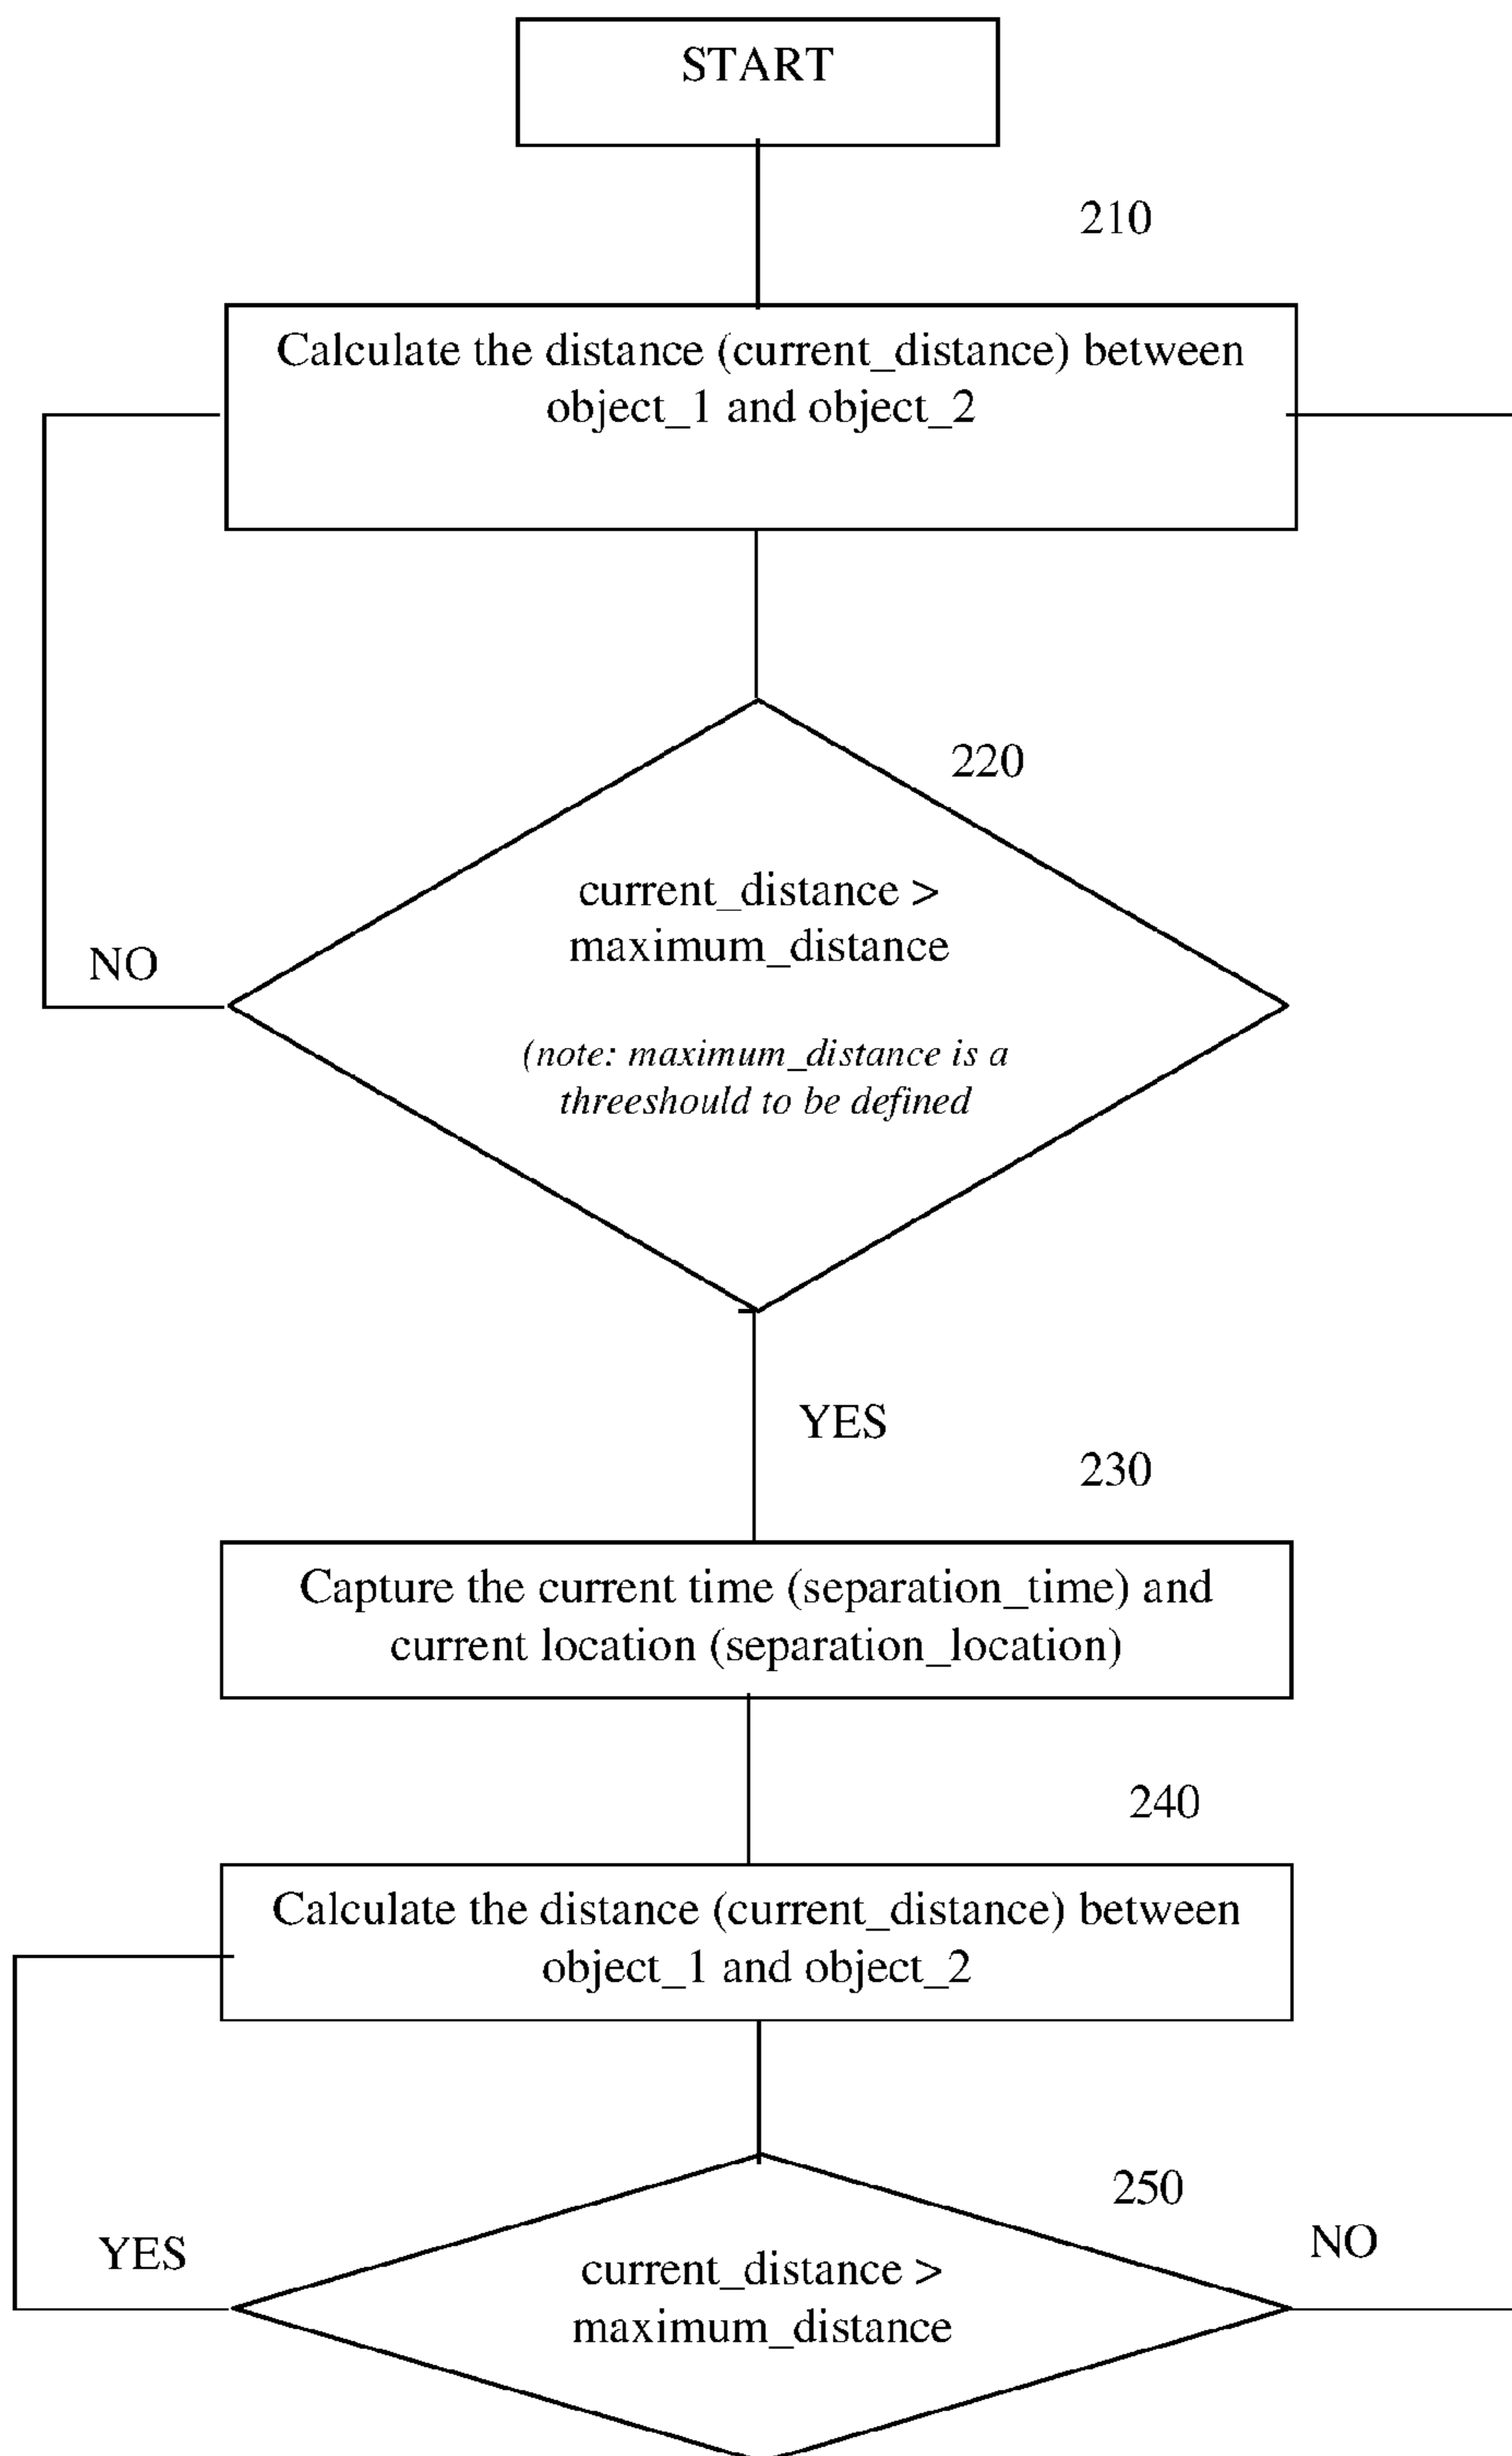 START
210
Calculate the distance (current_distance) between
object_1 and object_2
220
current_distance >
maximum_distance
NO
(note: maximum_distance is a
threeshould to be defined
YES
230
Capture the current time (separation_time) and
current location (separation_location)
240
Calculate the distance (current_distance) between
object_1 and object_2
250
YES
NO
current_distance >
maximum_distance